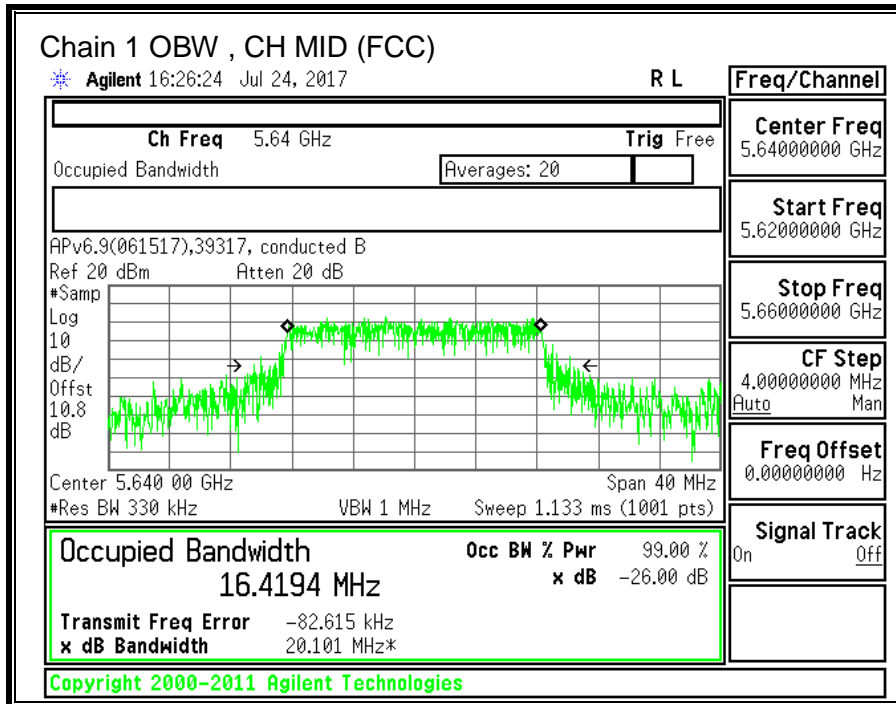 Chain 1 OBW , CH MID (FCC)
Agilent 16:26:24 Jul 24, 2017 R L
Freq/Channel
Ch Freq 5.64 GHz Trig Free
Occupied Bandwidth Averages: 20
APv6.9(061517),39317, conducted B
Ref 20 dBm Atten 20 dB
#Samp
Log
10
dB/
Offst
10.8
dB
Center 5.640 00 GHz Span 40 MHz
#Res BW 330 kHz VBW 1 MHz Sweep 1.133 ms (1001 pts)
Occupied Bandwidth Occ BW % Pwr 99.00 %
16.4194 MHz x dB -26.00 dB
Transmit Freq Error -82.615 kHz
x dB Bandwidth 20.101 MHz*
Copyright 2000-2011 Agilent Technologies
Center Freq
5.64000000 GHz
Start Freq
5.62000000 GHz
Stop Freq
5.66000000 GHz
CF Step
4.00000000 MHz
Auto Man
Freq Offset
0.00000000 Hz
Signal Track
On Off